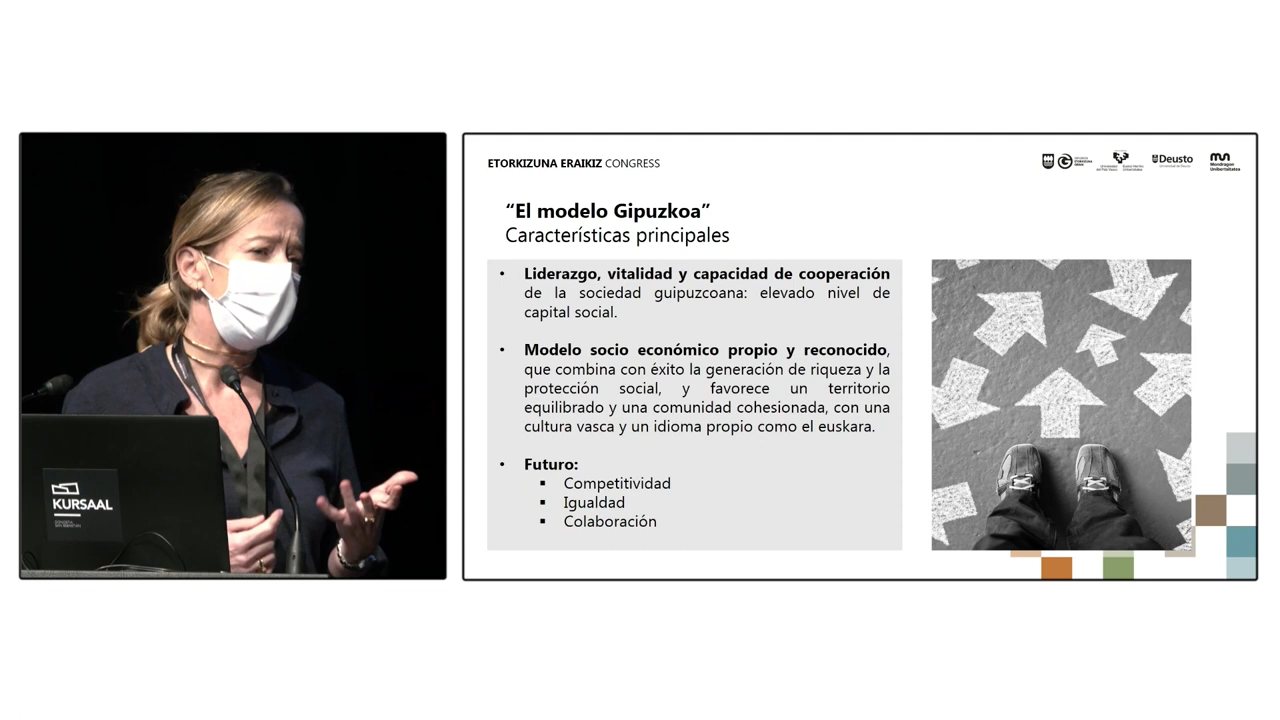 KURSAAL
DONOSTIA
SAN SEBASTIÁN
ETORKIZUNA ERAIKIZ CONGRESS
Deusto
Mondragon
Unibertsitatea
“El modelo Gipuzkoa”
Características principales
• Liderazgo, vitalidad y capacidad de cooperación
de la sociedad guipuzcoana: elevado nivel de
capital social.
• Modelo socio económico propio y reconocido,
que combina con éxito la generación de riqueza y la
protección social, y favorece un territorio
equilibrado y una comunidad cohesionada, con una
cultura vasca y un idioma propio como el euskara.
• Futuro:
▪ Competitividad
▪ Igualdad
▪ Colaboración